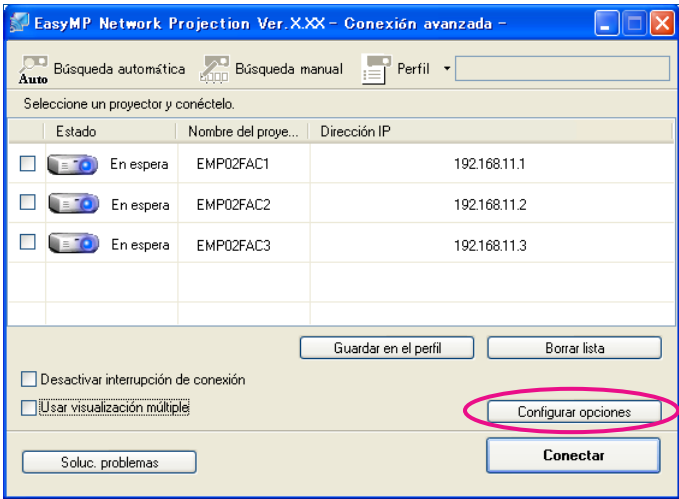 EasyMP Network Projection Ver.X.XX - Conexión avanzada -
Auto Búsqueda automática Búsqueda manual Perfil
Seleccione un proyector y conéctelo.
Estado Nombre del proye... Dirección IP
En espera EMP02FAC1 192.168.11.1
En espera EMP02FAC2 192.168.11.2
En espera EMP02FAC3 192.168.11.3
Guardar en el perfil Borrar lista
Desactivar interrupción de conexión
Usar visualización múltiple Configurar opciones
Soluc. problemas Conectar